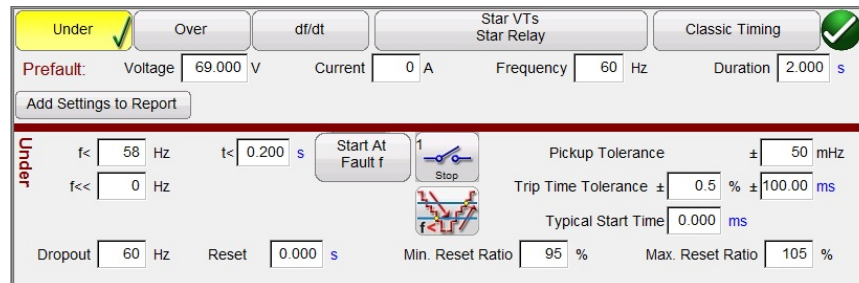 Under Over df/dt Star VTs Star Relay Classic Timing
Prefault: Voltage 69.000 V Current 0 A Frequency 60 Hz Duration 2.000 s
Add Settings to Report
Under
f< 58 Hz t< 0.200 s Start At Fault f 1 Stop Pickup Tolerance ± 50 mHz
f<< 0 Hz Trip Time Tolerance ± 0.5 % ± 100.00 ms
f< Typical Start Time 0.000 ms
Dropout 60 Hz Reset 0.000 s Min. Reset Ratio 95 % Max. Reset Ratio 105 %